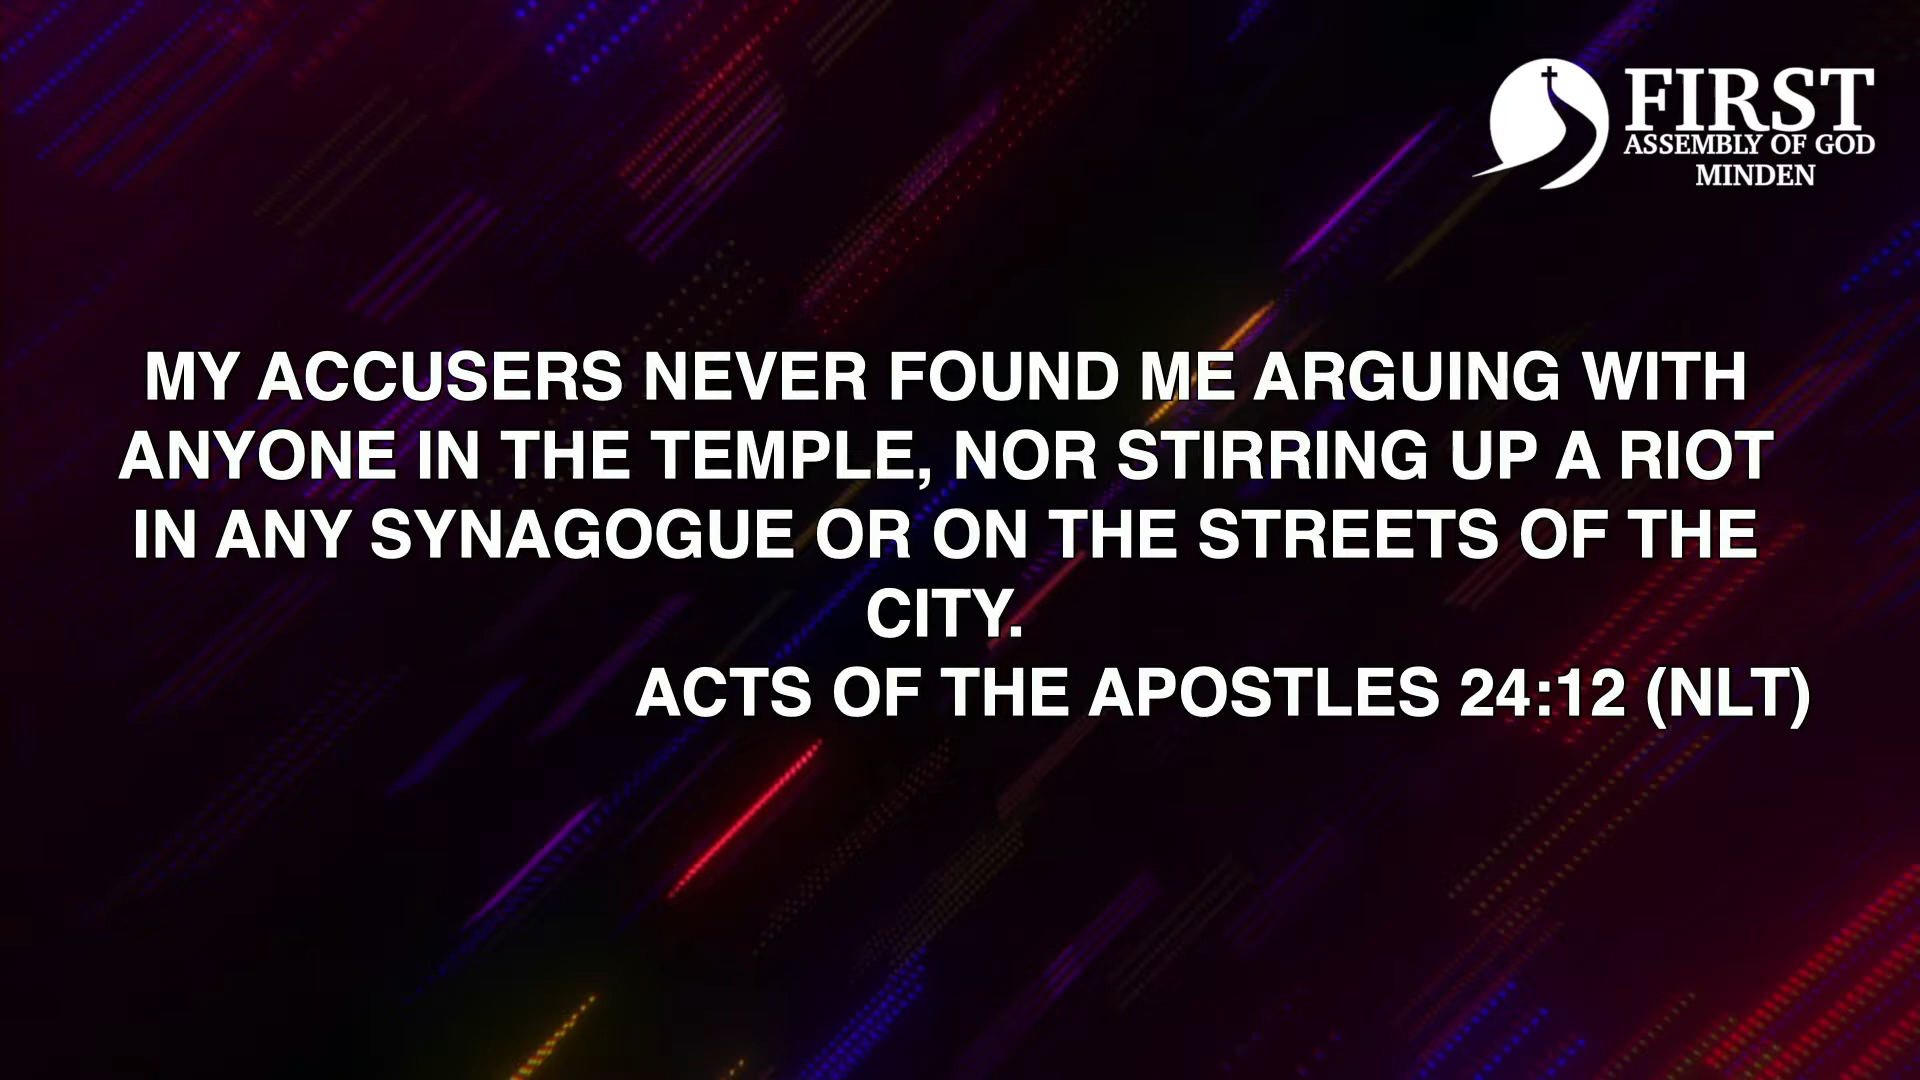 FIRST
ASSEMBLY OF GOD
MINDEN
MY ACCUSERS NEVER FOUND ME ARGUING WITH
ANYONE IN THE TEMPLE, NOR STIRRING UP A RIOT
IN ANY SYNAGOGUE OR ON THE STREETS OF THE
CITY.
ACTS OF THE APOSTLES 24:12 (NLT)